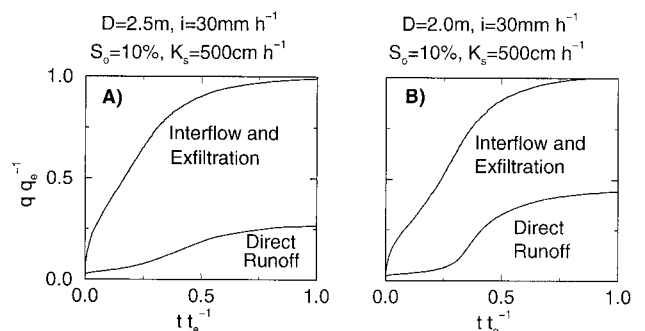 D=2.5m, i=30mm h⁻¹
S₀=10%, Kₛ=500cm h⁻¹
D=2.0m, i=30mm h⁻¹
S₀=10%, Kₛ=500cm h⁻¹
A)
Interflow and
Exfiltration
Direct
Runoff
1.0
0.5
0.0
q qₑ⁻¹
0.0 0.5 1.0
t tₑ⁻¹
B)
Interflow and
Exfiltration
Direct
Runoff
0.0 0.5 1.0
t tₑ⁻¹